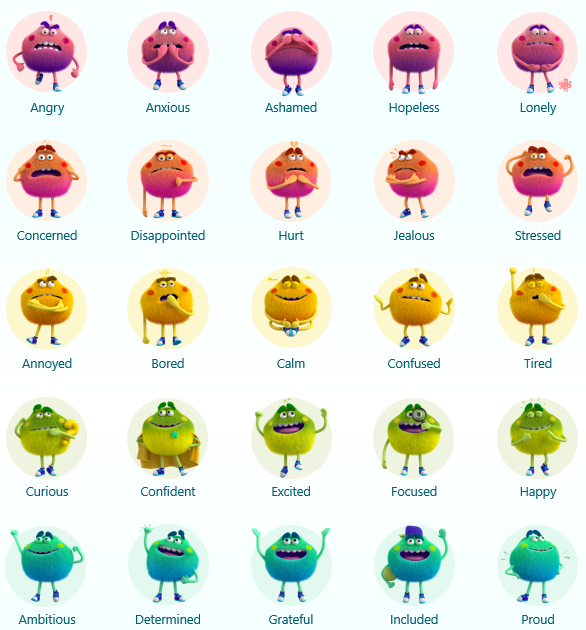 Angry Anxious Ashamed Hopeless Lonely
Concerned Disappointed Hurt Jealous Stressed
Annoyed Bored Calm Confused Tired
Curious Confident Excited Focused Happy
Ambitious Determined Grateful Included Proud